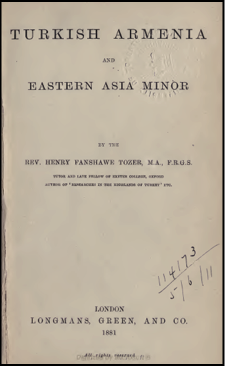 TURKISH ARMENIA
AND
EASTERN ASIA MINOR
BY THE
REV. HENRY FANSHAWE TOZER, M.A., F.R.G.S.
TUTOR AND LATE FELLOW OF EXETER COLLEGE, OXFORD
AUTHOR OF "RESEARCHES IN THE HIGHLANDS OF TURKEY" ETC.
114173
5/6/11
LONDON
LONGMANS, GREEN, AND CO.
1881
All rights reserved